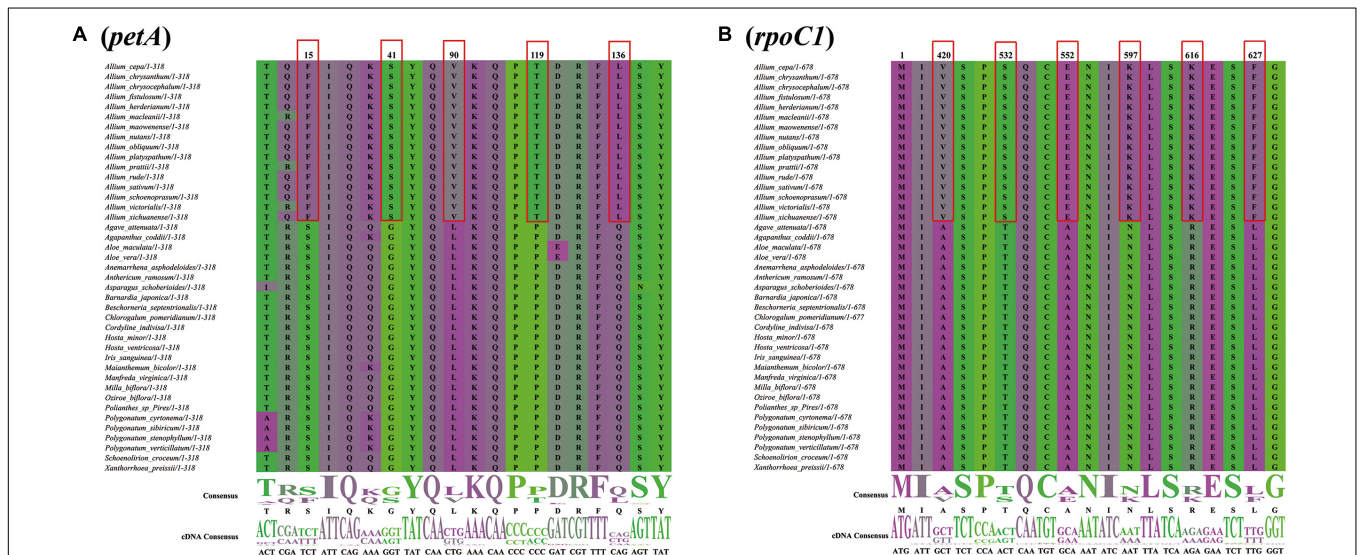 A (petA)
15 41 90 119 136
Allium_cepa/1-318 T Q F I Q K S Y Q V K Q P T D R F L S Y
Allium_chrysanthum/1-318 T Q F I Q K S Y Q V K Q P T D R F L S Y
Allium_chrysocephalum/1-318 T Q F I Q K S Y Q V K Q P T D R F L S Y
Allium_fistulosum/1-318 T Q F I Q K S Y Q V K Q P T D R F L S Y
Allium_herderianum/1-318 T Q F I Q K S Y Q V K Q P T D R F L S Y
Allium_macleanii/1-318 T R F I Q K S Y Q V K Q P T D R F L S Y
Allium_maowenense/1-318 T Q F I Q K S Y Q V K Q P T D R F L S Y
Allium_nutans/1-318 T Q F I Q K S Y Q V K Q P T D R F L S Y
Allium_obliquum/1-318 T Q F I Q K S Y Q V K Q P T D R F L S Y
Allium_platyspathum/1-318 T Q F I Q K S Y Q V K Q P T D R F L S Y
Allium_prattii/1-318 T R F I Q K S Y Q V K Q P T D R F L S Y
Allium_rude/1-318 T Q F I Q K S Y Q V K Q P T D R F L S Y
Allium_sativum/1-318 T Q F I Q K S Y Q V K Q P T D R F L S Y
Allium_schoenoprasum/1-318 T Q F I Q K S Y Q V K Q P T D R F L S Y
Allium_victorialis/1-318 T R F I Q K S Y Q V K Q P T D R F L S Y
Allium_xichuanense/1-318 T Q F I Q K S Y Q V K Q P T D R F L S Y
Agave_attenuata/1-318 T R S I Q Q G Y Q L K Q P P D R F Q S Y
Agapanthus_coddii/1-318 T R S I Q K G Y Q L K Q P P D R F Q S Y
Aloe_maculata/1-318 T R S I Q Q G Y Q L K Q P P E R F Q S Y
Aloe_vera/1-318 T R S I Q Q G Y Q L K Q P P E R F Q S Y
Anemarrhena_asphodeloides/1-318 T R S I Q Q G Y Q L K Q P P D R F Q S Y
Anthericum_ramosum/1-318 T R S I Q K G Y Q L K Q P P D R F Q S Y
Asparagus_schoberioides/1-318 I R S I Q K G Y Q L K Q P P D R F Q N Y
Barnardia_japonica/1-318 T R S I Q Q G Y Q L K Q P P D R F Q S Y
Beschorneria_septentrionalis/1-318 T R S I Q Q G Y Q L K Q P P D R F Q S Y
Chlorogalum_pomeridianum/1-318 T R S I Q Q G Y Q L K Q P P D R F Q S Y
Cordyline_indivisa/1-318 T R S I Q Q G Y Q L K Q P P D R F Q S Y
Hosta_minor/1-318 T R S I Q Q G Y Q L K Q P P D R F Q S Y
Hosta_ventricosa/1-318 T R S I Q Q G Y Q L K Q P P D R F Q S Y
Iris_sanguinea/1-318 T R S I Q Q G Y Q L K Q P P D R F Q S Y
Maianthemum_bicolor/1-318 T R S I Q K G Y Q L K Q P P D R F Q S Y
Manfreda_virginica/1-318 T R S I Q Q G Y Q L K Q P P D R F Q S Y
Milla_biflora/1-318 T R S I Q Q G Y Q L K Q P P D R F Q S Y
Oziroe_biflora/1-318 T R S I Q Q G Y Q L K Q P P D R F Q S Y
Polianthes_sp_Pires/1-318 T R S I Q Q G Y Q L K Q P P D R F Q S Y
Polygonatum_cyrtonema/1-318 A R S I Q K G Y Q L K Q P P D R F Q S Y
Polygonatum_sibiricum/1-318 A R S I Q K G Y Q L K Q P P D R F Q S Y
Polygonatum_stenophyllum/1-318 A R S I Q K G Y Q L K Q P P D R F Q S Y
Polygonatum_verticillatum/1-318 A R S I Q K G Y Q L K Q P P D R F Q S Y
Schoenolirion_croceum/1-318 T R S I Q Q G Y Q L K Q P P D R F Q S Y
Xanthorrhoea_preissii/1-318 T R S I Q K G Y Q L K Q P P D R F Q S Y
Consensus
T R S I Q K G Y Q L K Q P P D R F Q S Y
cDNA Consensus
ACT CGA TCT ATT CAG AAA GGT TAT CAA CTG AAA CAA CCC CCC GAT CGT TTT CAG AGT TAT
B (rpoC1)
1 420 532 552 597 616 627
Allium_cepa/1-678 M I V S P S Q C E N I K L S K E S F G
Allium_chrysanthum/1-678 M I V S P S Q C E N I K L S K E S F G
Allium_chrysocephalum/1-678 M I V S P S Q C E N I K L S K E S F G
Allium_fistulosum/1-678 M I V S P S Q C E N I K L S K E S F G
Allium_herderianum/1-678 M I V S P S Q C E N I K L S K E S F G
Allium_macleanii/1-678 M I V S P S Q C E N I K L S K E S F G
Allium_maowenense/1-678 M I V S P S Q C E N I K L S K E S F G
Allium_nutans/1-678 M I V S P S Q C E N I K L S K E S F G
Allium_obliquum/1-678 M I V S P S Q C E N I K L S K E S F G
Allium_platyspathum/1-678 M I V S P S Q C E N I K L S K E S F G
Allium_prattii/1-678 M I V S P S Q C E N I K L S K E S F G
Allium_rude/1-678 M I V S P S Q C E N I K L S K E S F G
Allium_sativum/1-678 M I V S P S Q C E N I K L S K E S F G
Allium_schoenoprasum/1-678 M I V S P S Q C E N I K L S K E S F G
Allium_victorialis/1-678 M I V S P S Q C E N I K L S K E S F G
Allium_xichuanense/1-678 M I V S P S Q C E N I K L S K E S F G
Agave_attenuata/1-678 M I A S P T Q C A N I N L S R E S L G
Agapanthus_coddii/1-678 M I A S P T Q C A N I N L S R E S L G
Aloe_maculata/1-678 M I A S P T Q C A N I N L S R E S L G
Aloe_vera/1-678 M I A S P T Q C A N I N L S R E S L G
Anemarrhena_asphodeloides/1-678 M I A S P T Q C A N I N L S R E S L G
Anthericum_ramosum/1-678 M I A S P T Q C A N I N L S R E S L G
Asparagus_schoberioides/1-678 M I A S P T Q C A N I N L S R E S L G
Barnardia_japonica/1-678 M I A S P T Q C A N I N L S R E S L G
Beschorneria_septentrionalis/1-678 M I A S P T Q C A N I N L S R E S L G
Chlorogalum_pomeridianum/1-677 M I A S P T Q C A N I N L S R E S L G
Cordyline_indivisa/1-678 M I A S P T Q C A N I N L S R E S L G
Hosta_minor/1-678 M I A S P T Q C A N I N L S R E S L G
Hosta_ventricosa/1-678 M I A S P T Q C A N I N L S R E S L G
Iris_sanguinea/1-678 M I A S P T Q C A N I N L S R E S L G
Maianthemum_bicolor/1-678 M I A S P T Q C A N I N L S R E S L G
Manfreda_virginica/1-678 M I A S P T Q C A N I N L S R E S L G
Milla_biflora/1-678 M I A S P T Q C A N I N L S R E S L G
Oziroe_biflora/1-678 M I A S P T Q C A N I N L S R E S L G
Polianthes_sp_Pires/1-678 M I A S P T Q C A N I N L S R E S L G
Polygonatum_cyrtonema/1-678 M I A S P T Q C A N I N L S R E S L G
Polygonatum_sibiricum/1-678 M I A S P T Q C A N I N L S R E S L G
Polygonatum_stenophyllum/1-678 M I A S P T Q C A N I N L S R E S L G
Polygonatum_verticillatum/1-678 M I A S P T Q C A N I N L S R E S L G
Schoenolirion_croceum/1-678 M I A S P T Q C A N I N L S R E S L G
Xanthorrhoea_preissii/1-678 M I A S P T Q C A N I N L S R E S L G
Consensus
M I A S P T Q C A N I N L S R E S L G
cDNA Consensus
ATG ATT GCT TCT CCA ACT CAA TGT GCA AAT ATC AAT TTA TCA AGA GAA TCT TTG GGT